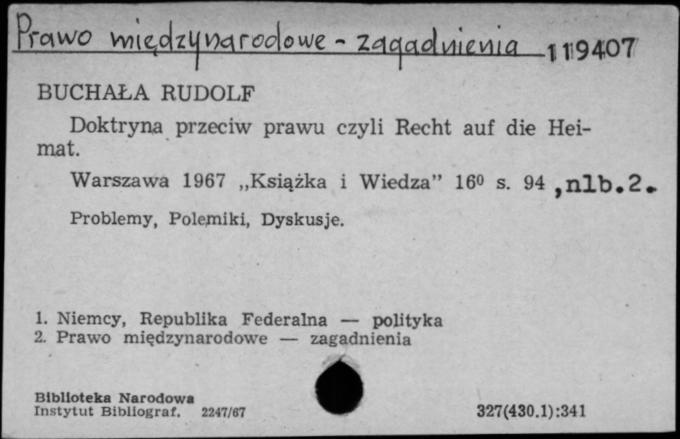 Prawo międzynarodowe - zagadnienia 119407
BUCHAŁA RUDOLF
Doktryna przeciw prawu czyli Recht auf die Hei-
mat.
Warszawa 1967 „Książka i Wiedza” 16⁰ s. 94 ,nlb.2.
Problemy, Polemiki, Dyskusje.
1. Niemcy, Republika Federalna — polityka
2. Prawo międzynarodowe — zagadnienia
Biblioteka Narodowa
Instytut Bibliograf. 2247/67 327(430.1):341